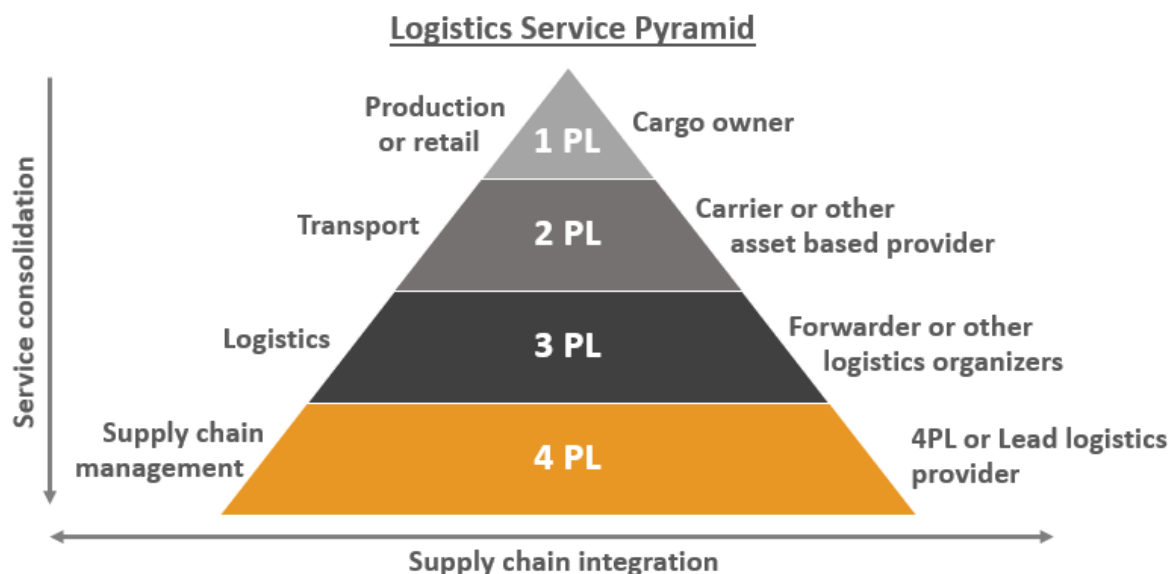 Logistics Service Pyramid
Service consolidation
Production
or retail
1 PL
Cargo owner
Transport
2 PL
Carrier or other
asset based provider
Logistics
3 PL
Forwarder or other
logistics organizers
Supply chain
management
4 PL
4PL or Lead logistics
provider
Supply chain integration